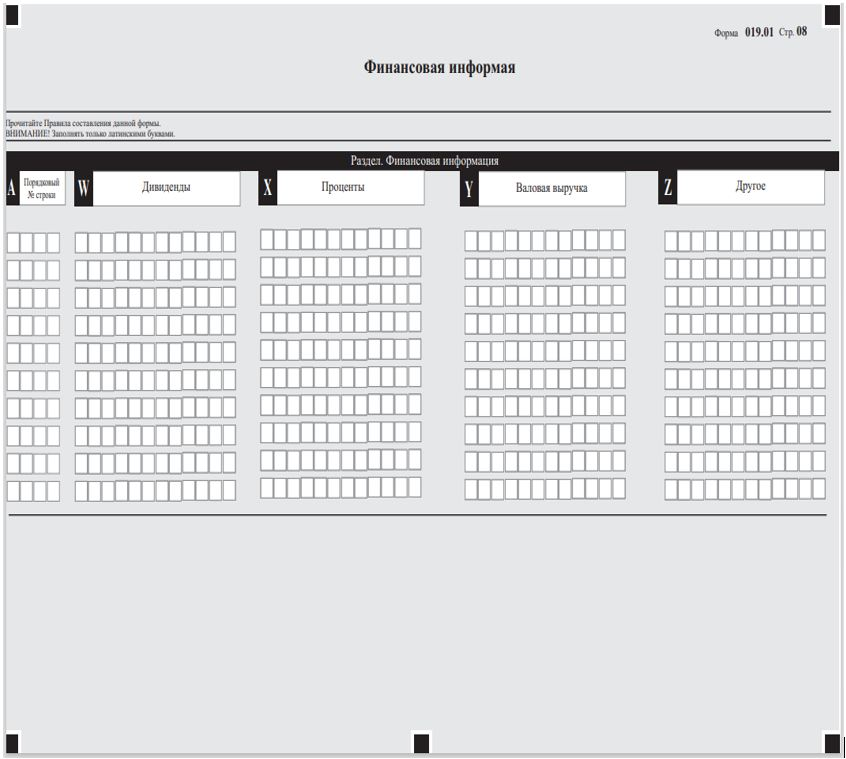 Форма 019.01 Стр. 08
Финансовая информая
Прочитайте Правила составления данной формы.
ВНИМАНИЕ! Заполнять только латинскими буквами.
Раздел. Финансовая информация
A Порядковый
№ строки
W Дивиденды
X Проценты
Y Валовая выручка
Z Другое